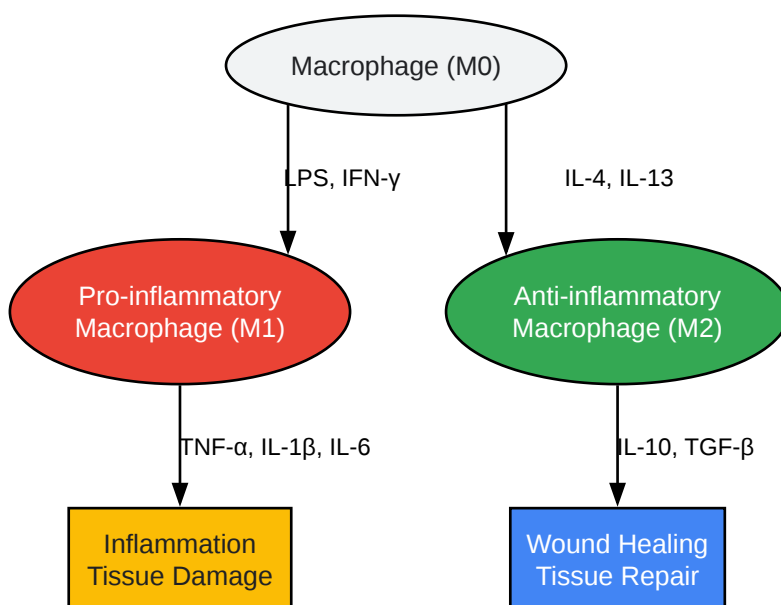 Macrophage (M0)
LPS, IFN-γ
IL-4, IL-13
Pro-inflammatory
Macrophage (M1)
Anti-inflammatory
Macrophage (M2)
TNF-α, IL-1β, IL-6
IL-10, TGF-β
Inflammation
Tissue Damage
Wound Healing
Tissue Repair